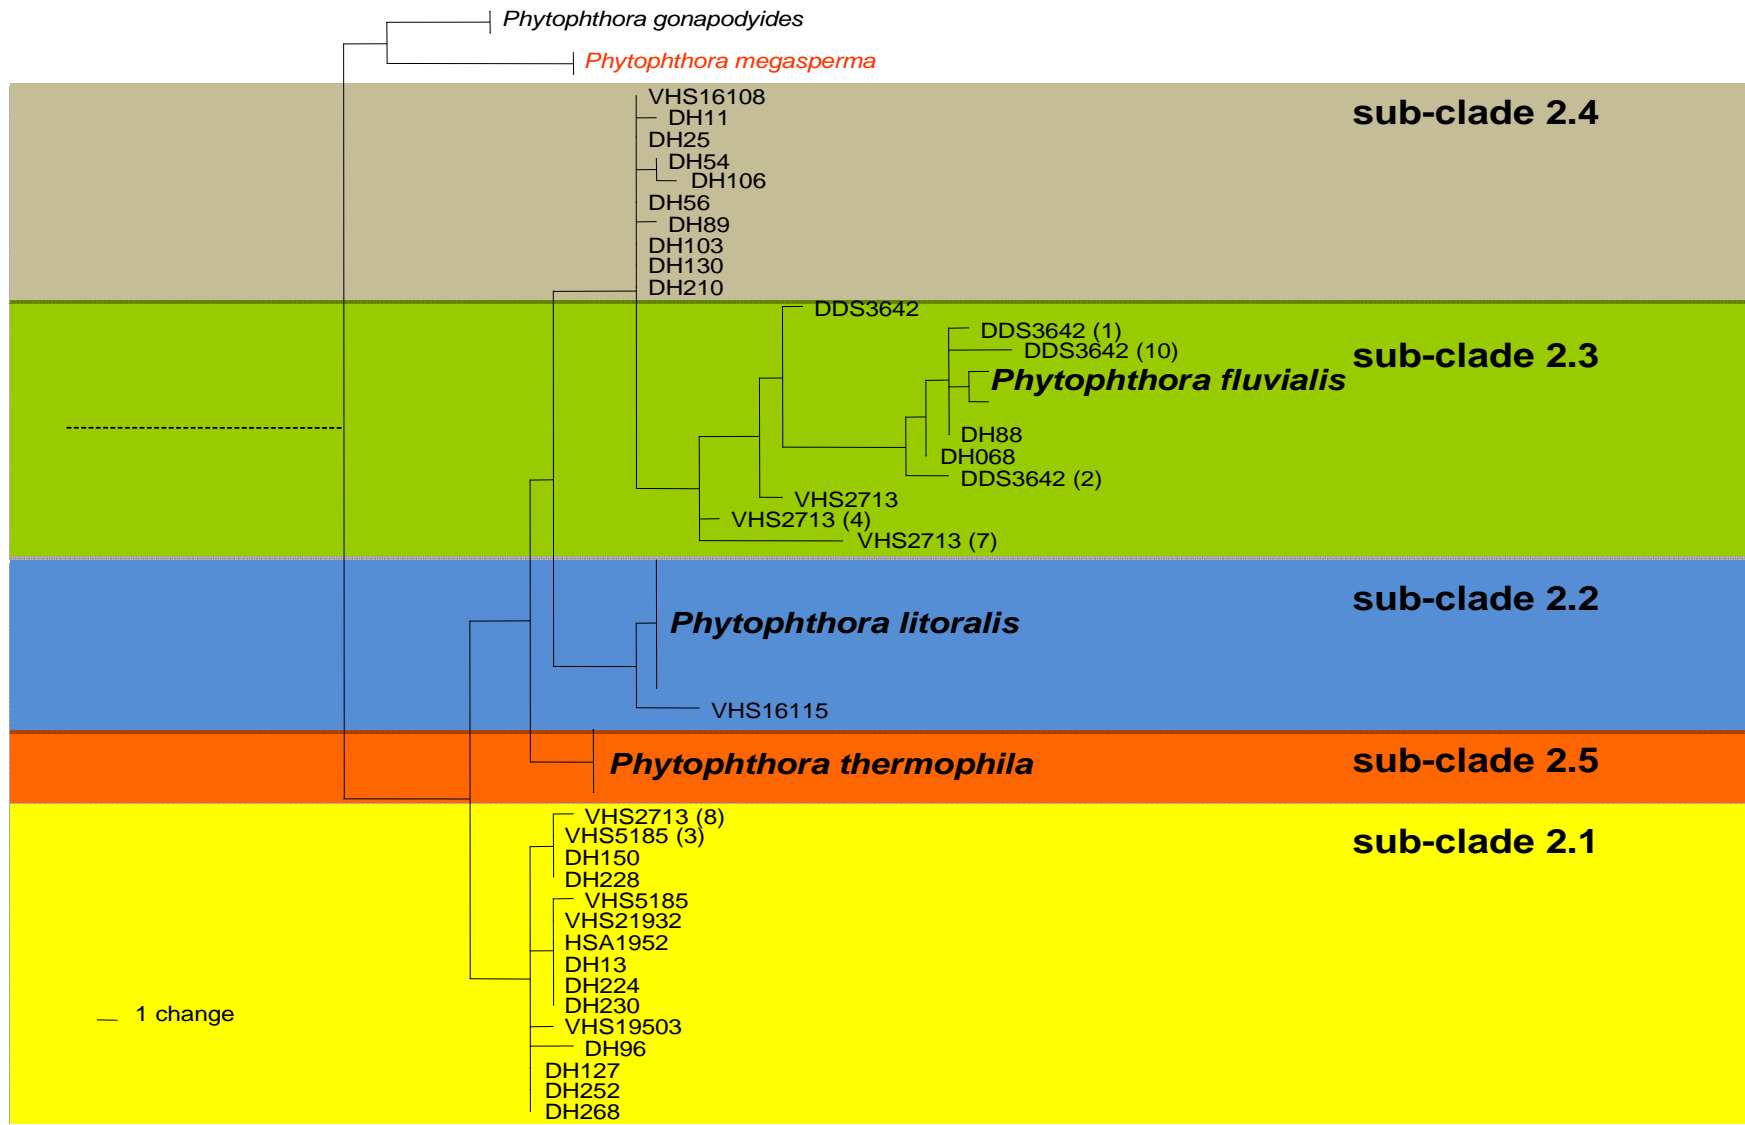 Phytophthora gonapodyides
Phytophthora megasperma
VHS16108
sub-clade 2.4
DH11
DH25
DH54
DH106
DH56
DH89
DH103
DH130
DH210
DDS3642
DDS3642 (1)
DDS3642 (10)
sub-clade 2.3
Phytophthora fluvialis
DH88
DH068
DDS3642 (2)
VHS2713
VHS2713 (4)
VHS2713 (7)
sub-clade 2.2
Phytophthora litoralis
VHS16115
sub-clade 2.5
Phytophthora thermophila
VHS2713 (8)
VHS5185 (3)
sub-clade 2.1
DH150
DH228
VHS5185
VHS21932
HSA1952
DH13
DH224
DH230
1 change
VHS19503
DH96
DH127
DH252
DH268